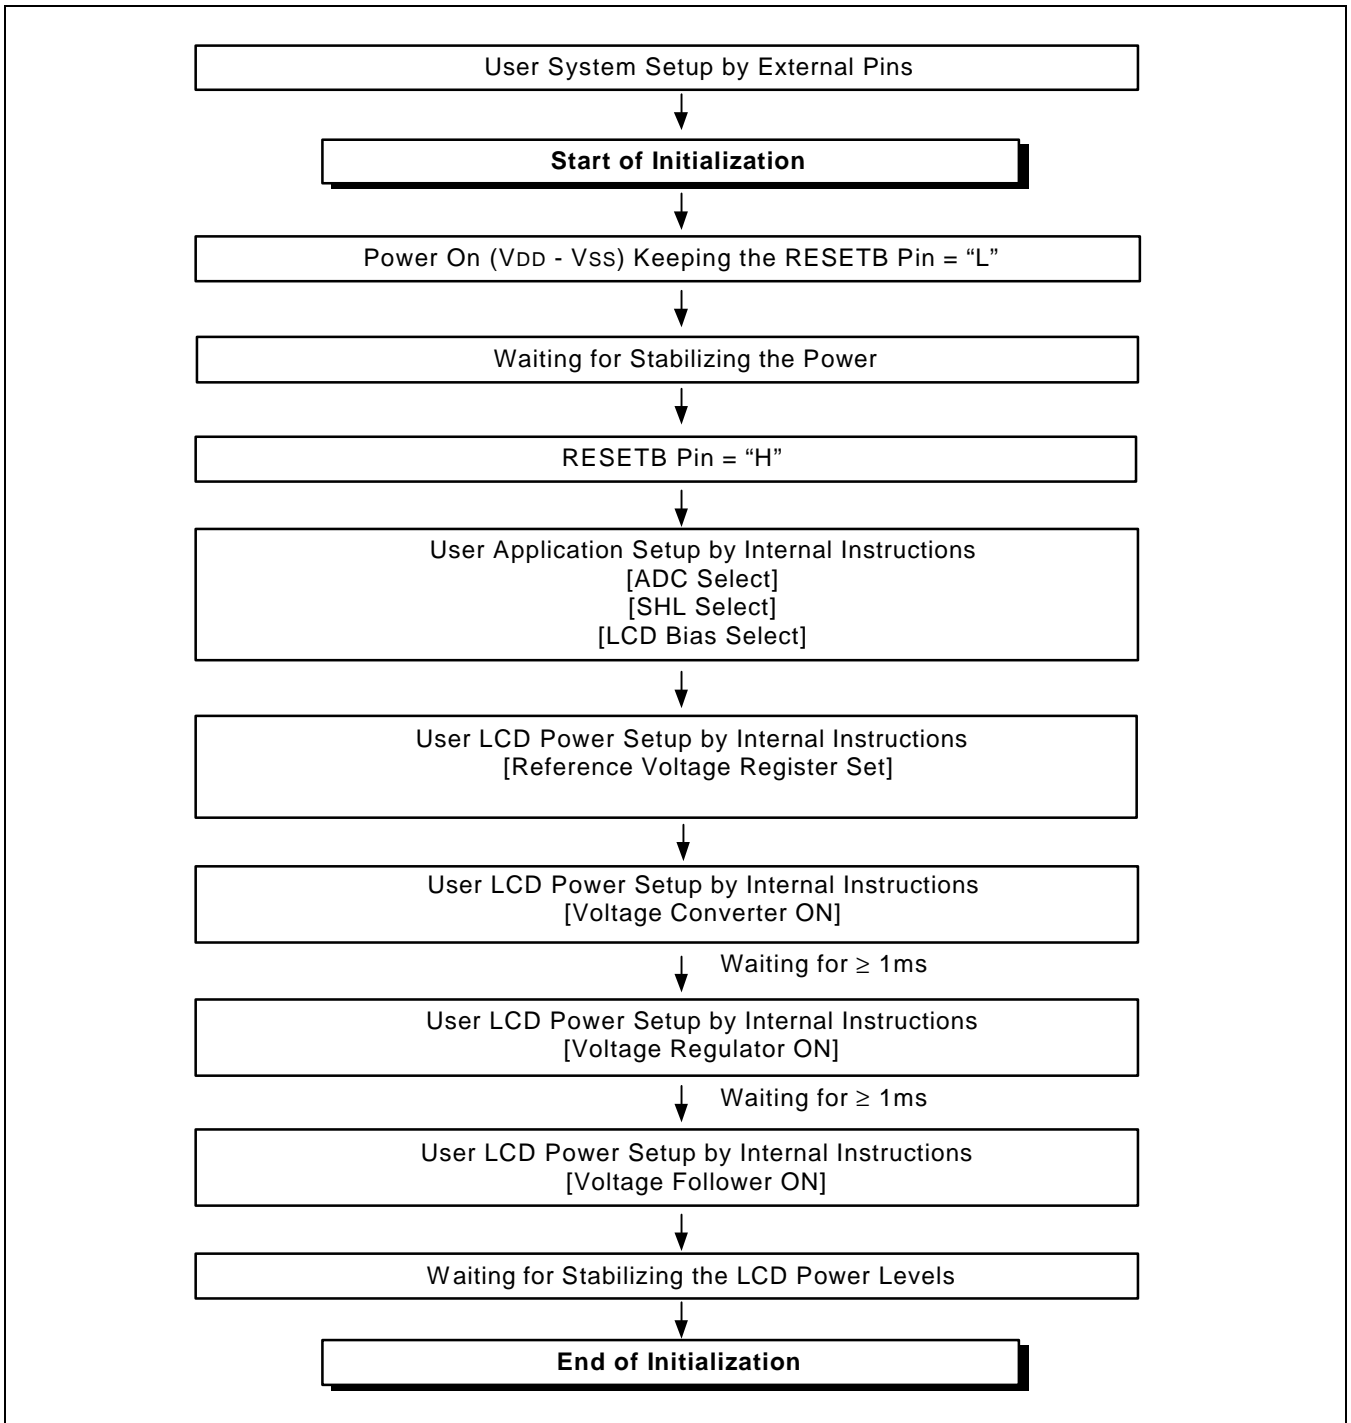 User System Setup by External Pins
Start of Initialization
Power On (VDD - VSS) Keeping the RESETB Pin = “L”
Waiting for Stabilizing the Power
RESETB Pin = “H”
User Application Setup by Internal Instructions
[ADC Select]
[SHL Select]
[LCD Bias Select]
User LCD Power Setup by Internal Instructions
[Reference Voltage Register Set]
User LCD Power Setup by Internal Instructions
[Voltage Converter ON]
Waiting for ≥ 1ms
User LCD Power Setup by Internal Instructions
[Voltage Regulator ON]
Waiting for ≥ 1ms
User LCD Power Setup by Internal Instructions
[Voltage Follower ON]
Waiting for Stabilizing the LCD Power Levels
End of Initialization